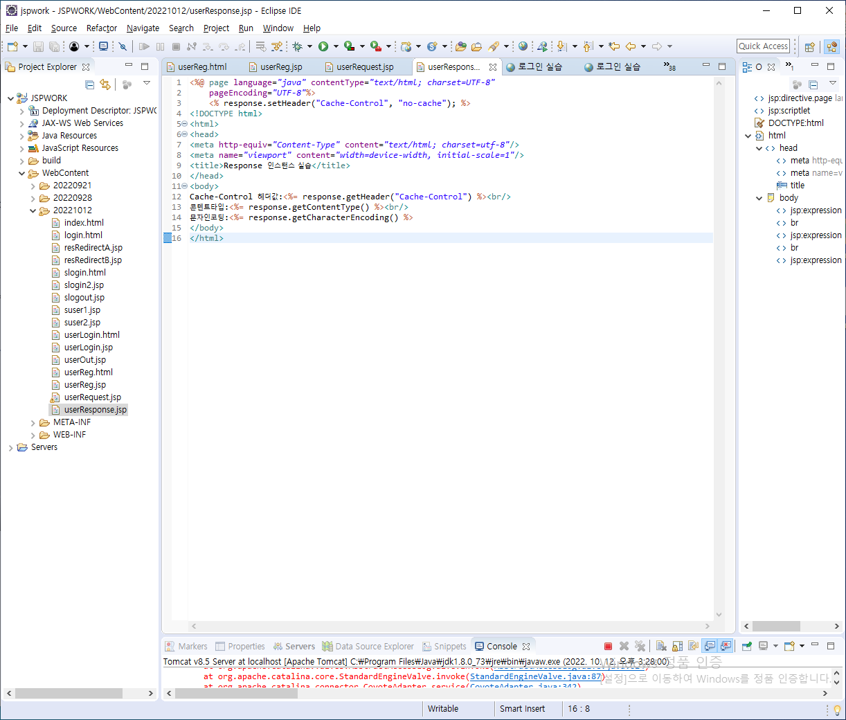 jspwork - JSPWORK/WebContent/20221012/userResponse.jsp - Eclipse IDE
File Edit Source Refactor Navigate Search Project Run Window Help
Quick Access
Project Explorer
userReg.html userReg.jsp userRequest.jsp userRespons... 로그인 실습 로그인 실습 »38
O »1
JSPWORK
Deployment Descriptor: JSPWO
JAX-WS Web Services
Java Resources
JavaScript Resources
build
WebContent
20220921
20220928
20221012
index.html
login.html
resRedirectA.jsp
resRedirectB.jsp
slogin.html
slogin2.jsp
slogout.jsp
suser1.jsp
suser2.jsp
userLogin.html
userLogin.jsp
userOut.jsp
userReg.html
userReg.jsp
userRequest.jsp
userResponse.jsp
META-INF
WEB-INF
Servers
1 <%@ page language="java" contentType="text/html; charset=UTF-8"
2 pageEncoding="UTF-8"%>
3 <% response.setHeader("Cache-Control", "no-cache"); %>
4 <!DOCTYPE html>
5 <html>
6 <head>
7 <meta http-equiv="Content-Type" content="text/html; charset=utf-8"/>
8 <meta name="viewport" content="width=device-width, initial-scale=1"/>
9 <title>Response 인스턴스 실습</title>
10 </head>
11 <body>
12 Cache-Control 헤더값:<%= response.getHeader("Cache-Control") %><br/>
13 콘텐트타입:<%= response.getContentType() %><br/>
14 문자인코딩:<%= response.getCharacterEncoding() %>
15 </body>
16 </html>
jsp:directive.page lan
jsp:scriptlet
DOCTYPE:html
html
head
meta http-equ
meta name=v
title
body
jsp:expression
br
jsp:expression
br
jsp:expression
Markers Properties Servers Data Source Explorer Snippets Console
Tomcat v8.5 Server at localhost [Apache Tomcat] C:₩Program Files₩Java₩jdk1.8.0_73₩jre₩bin₩javaw.exe (2022. 10. 12. 오후 3:28:00)
정품 인증
at org.apache.catalina.core.StandardEngineValve.invoke(StandardEngineValve.java:87)
[설정]으로 이동하여 Windows를 정품 인증합니다.
at org.apache.catalina.connector.CoyoteAdapter.service(CoyoteAdapter.java:342)
Writable Smart Insert 16 : 8